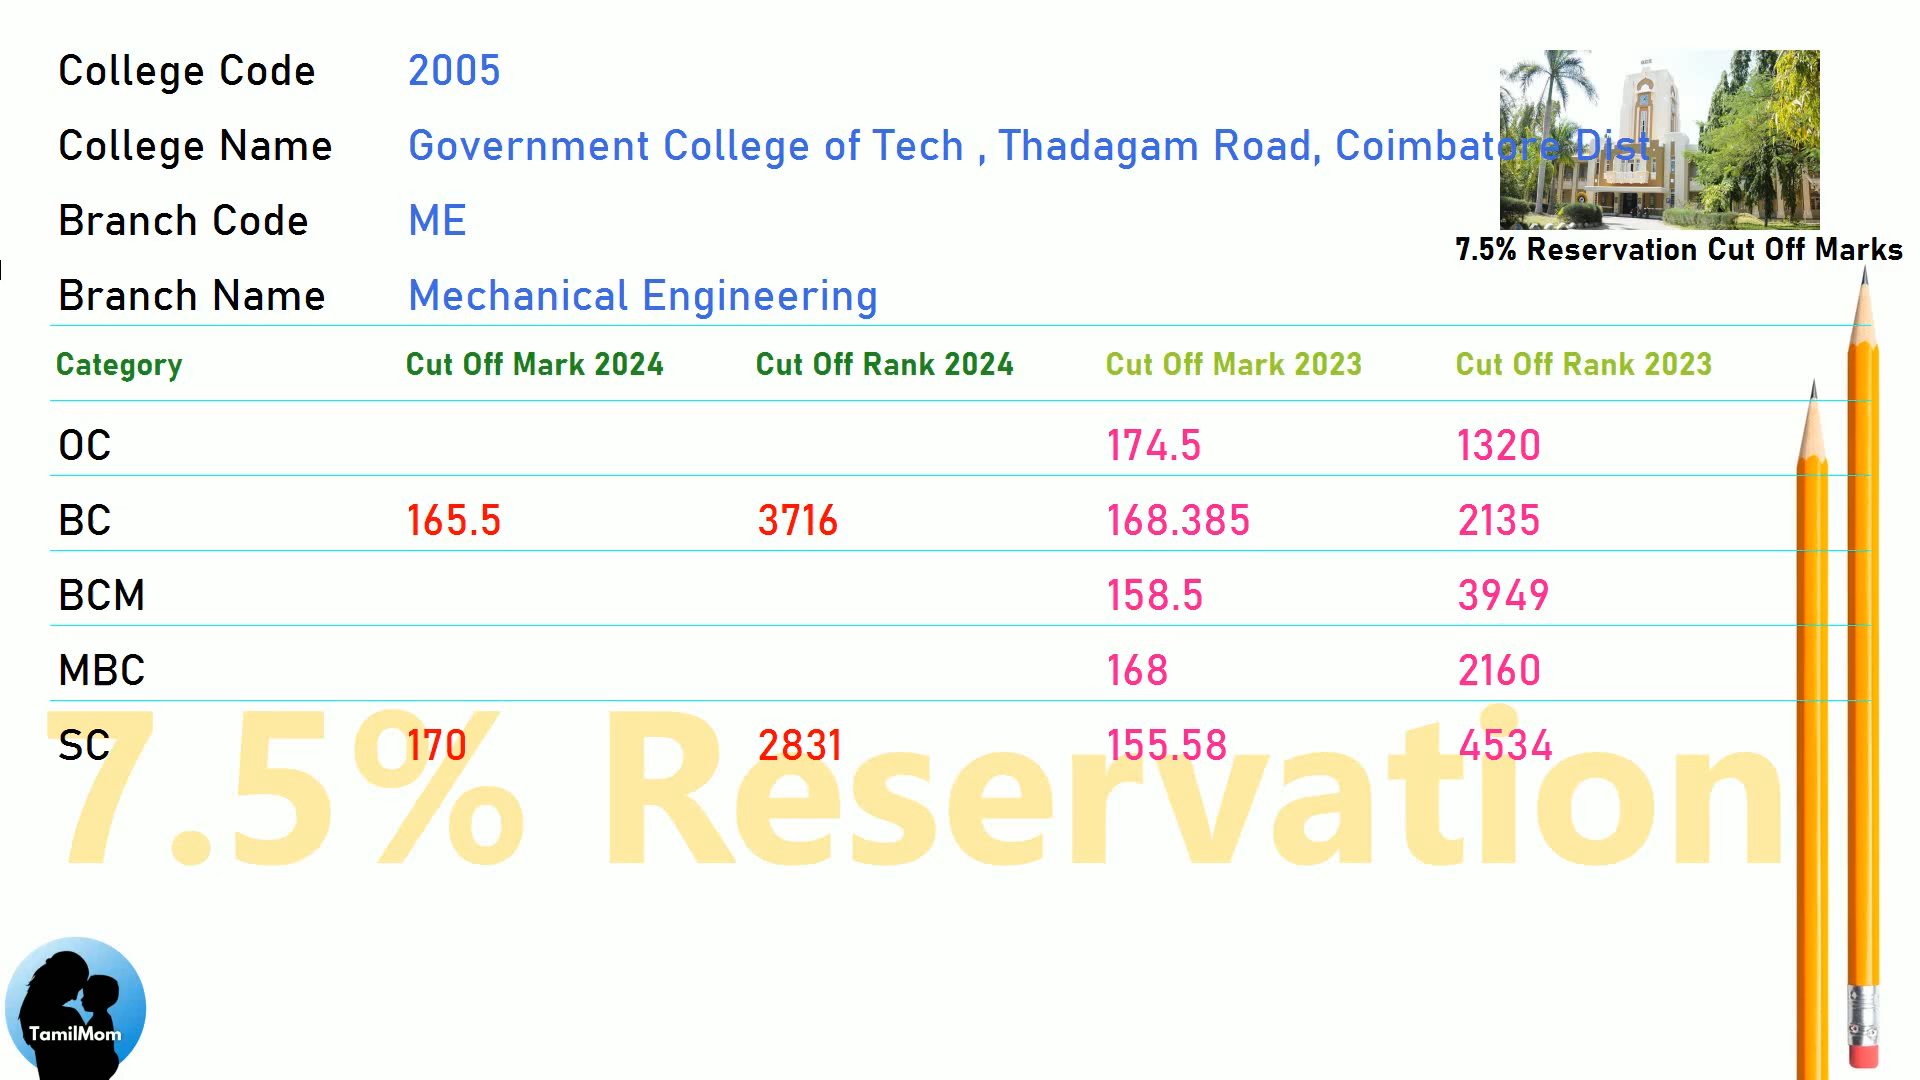 College Code 2005
College Name Government College of Tech , Thadagam Road, Coimbatore Dist
Branch Code ME
7.5% Reservation Cut Off Marks
Branch Name Mechanical Engineering
Category Cut Off Mark 2024 Cut Off Rank 2024 Cut Off Mark 2023 Cut Off Rank 2023
OC 174.5 1320
BC 165.5 3716 168.385 2135
BCM 158.5 3949
MBC 168 2160
SC 170 2831 155.58 4534
7.5% Reservation
TamilMom